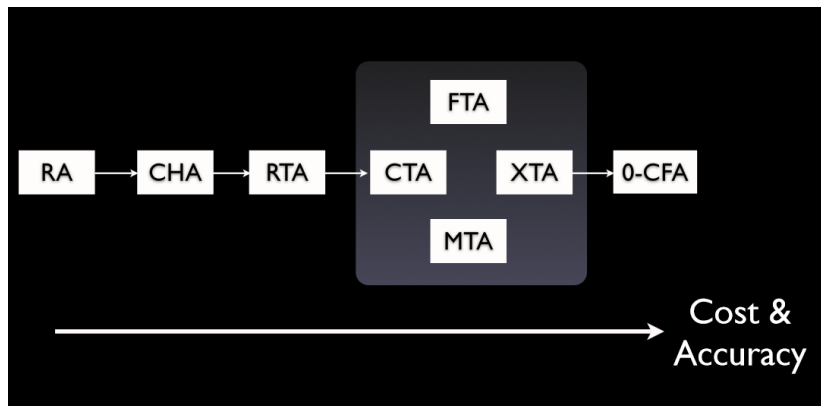 FTA
RA
CHA
RTA
CTA
XTA
0-CFA
MTA
Cost &
Accuracy